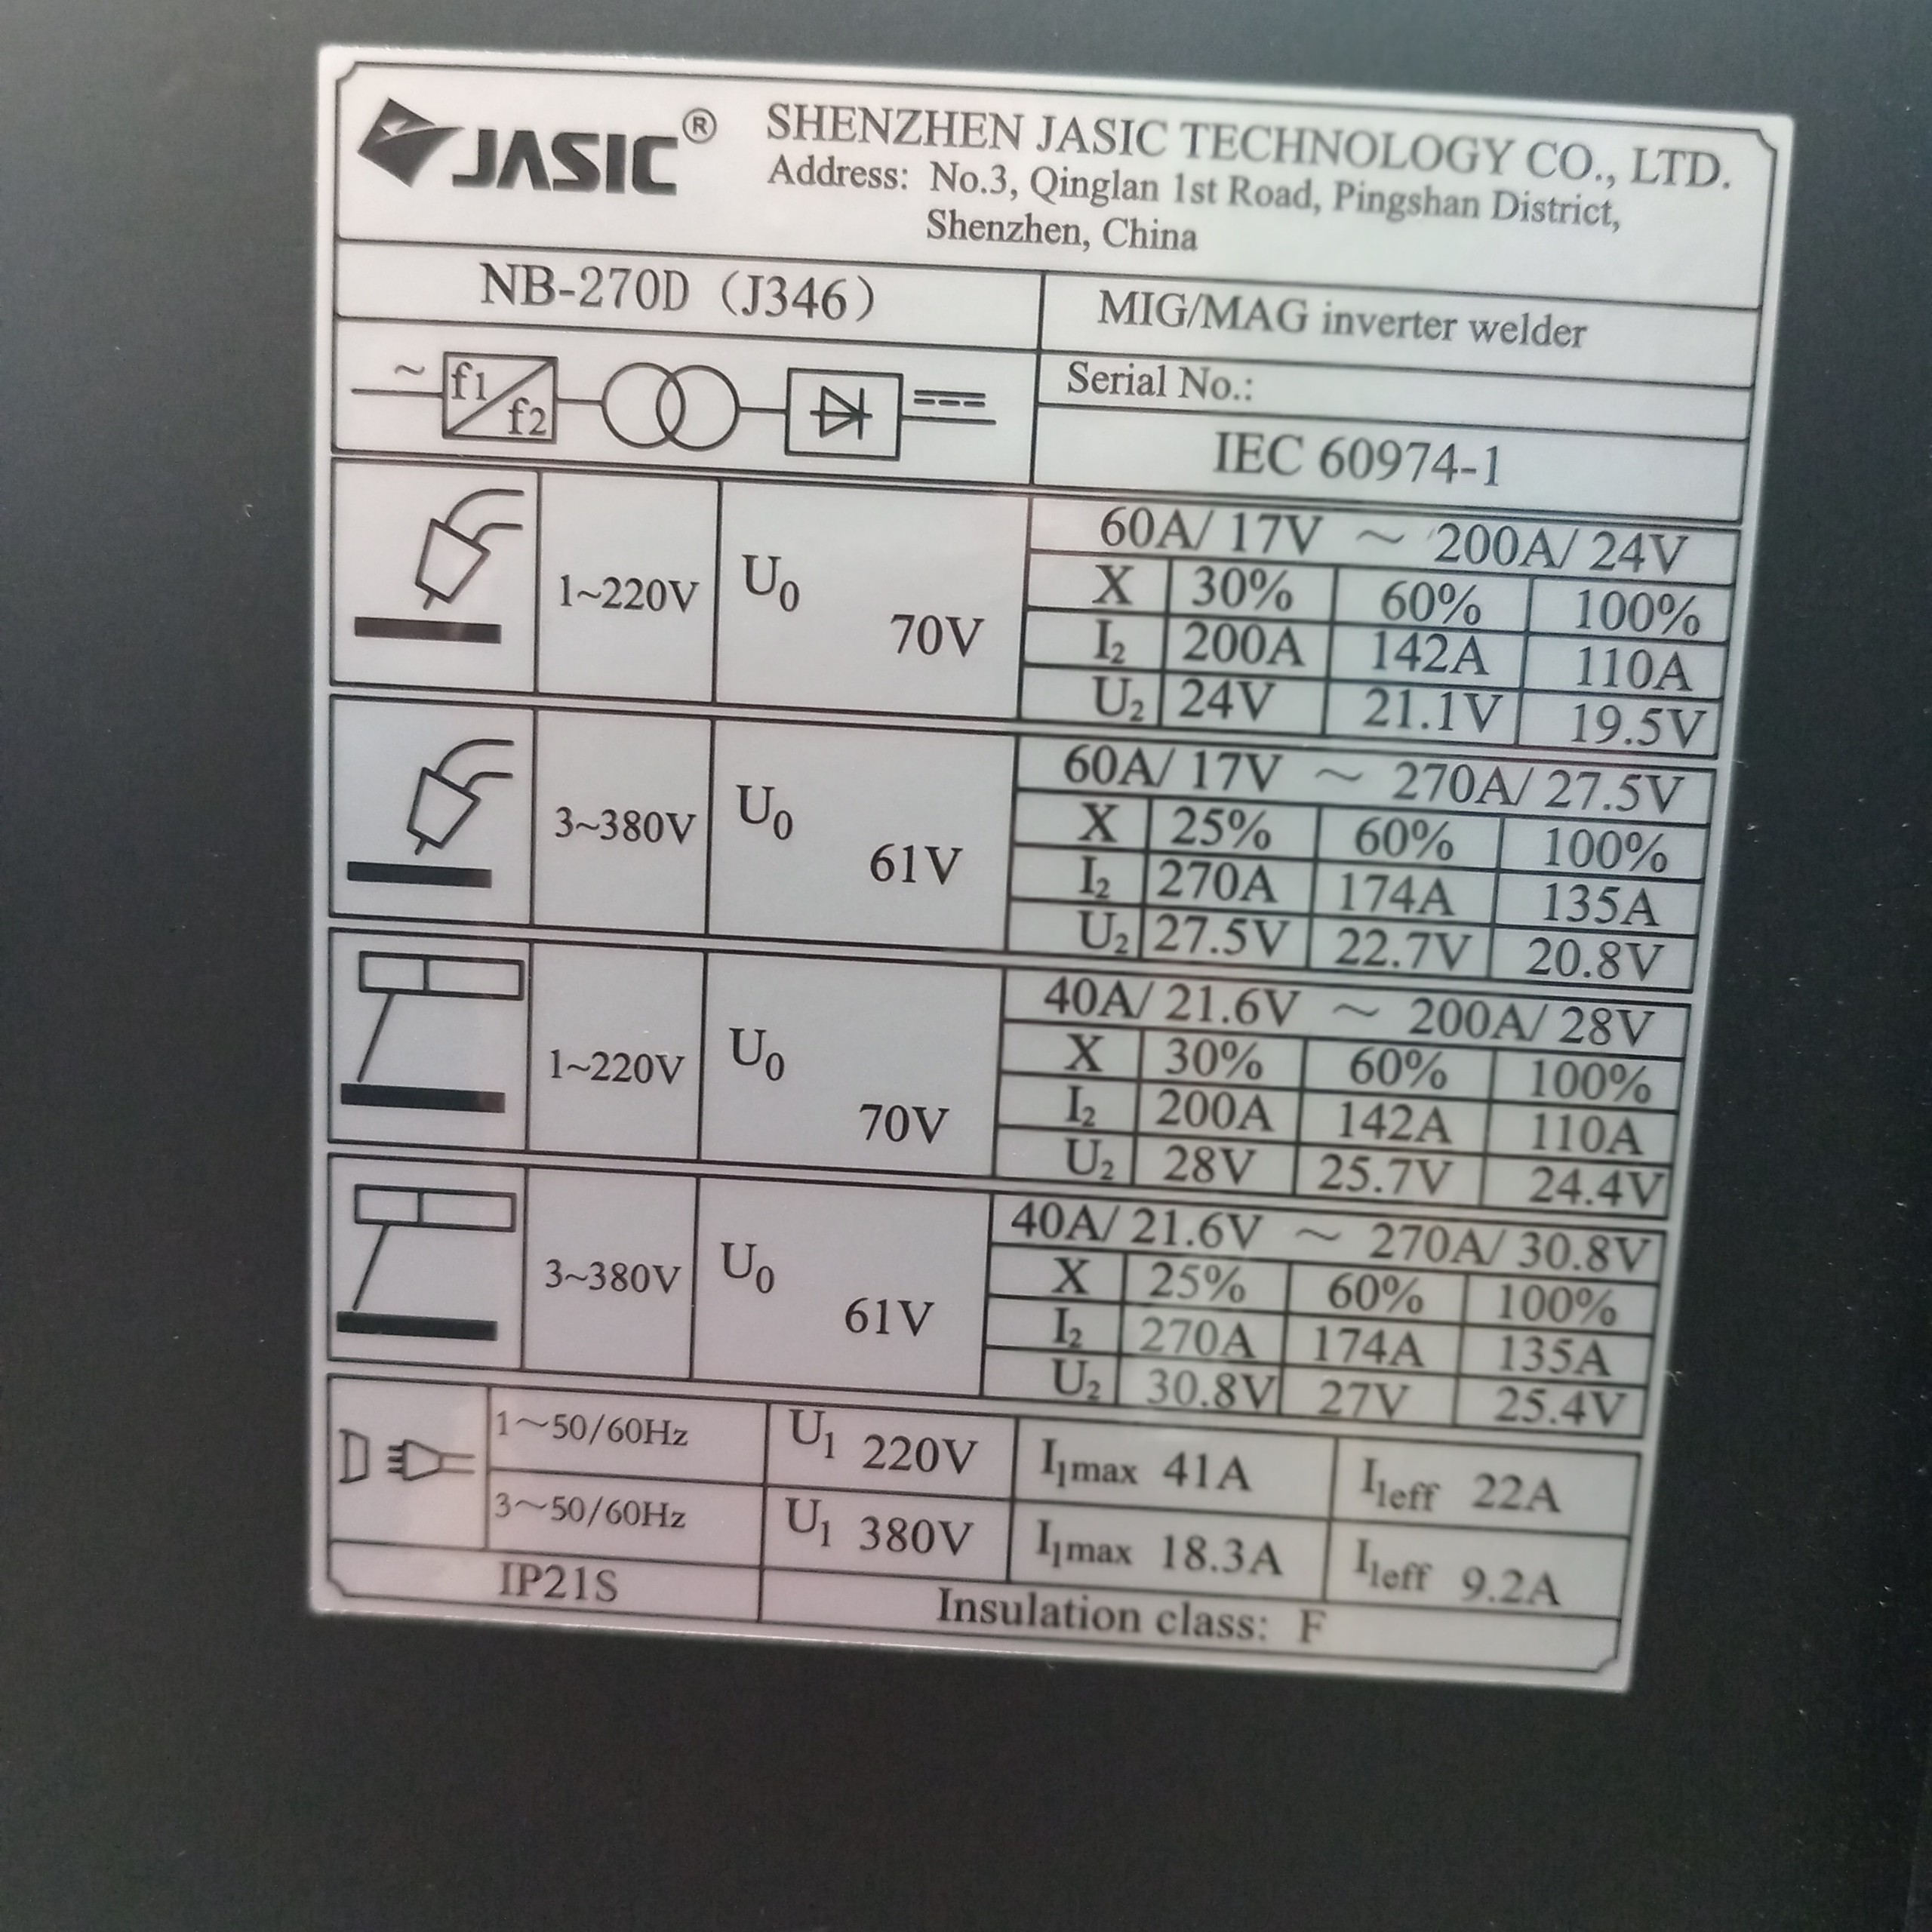 JASIC®
SHENZHEN JASIC TECHNOLOGY CO., LTD.
Address: No.3, Qinglan 1st Road, Pingshan District,
Shenzhen, China
NB-270D (J346)
MIG/MAG inverter welder
~ f1 f2
Serial No.:
IEC 60974-1
1~220V U0 70V
60A/ 17V ~ 200A/ 24V
X 30% 60% 100%
I2 200A 142A 110A
U2 24V 21.1V 19.5V
3~380V U0 61V
60A/ 17V ~ 270A/ 27.5V
X 25% 60% 100%
I2 270A 174A 135A
U2 27.5V 22.7V 20.8V
1~220V U0 70V
40A/ 21.6V ~ 200A/ 28V
X 30% 60% 100%
I2 200A 142A 110A
U2 28V 25.7V 24.4V
3~380V U0 61V
40A/ 21.6V ~ 270A/ 30.8V
X 25% 60% 100%
I2 270A 174A 135A
U2 30.8V 27V 25.4V
1~50/60Hz U1 220V I1max 41A I1eff 22A
3~50/60Hz U1 380V I1max 18.3A I1eff 9.2A
IP21S Insulation class: F